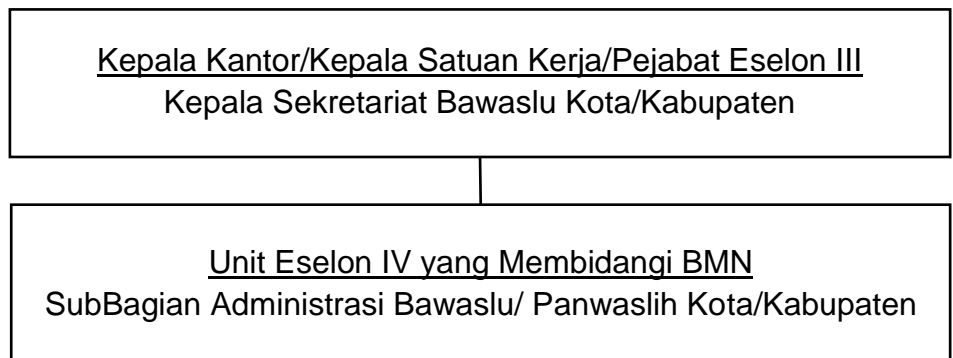 Kepala Kantor/Kepala Satuan Kerja/Pejabat Eselon III
Kepala Sekretariat Bawaslu Kota/Kabupaten
Unit Eselon IV yang Membidangi BMN
SubBagian Administrasi Bawaslu/ Panwaslih Kota/Kabupaten